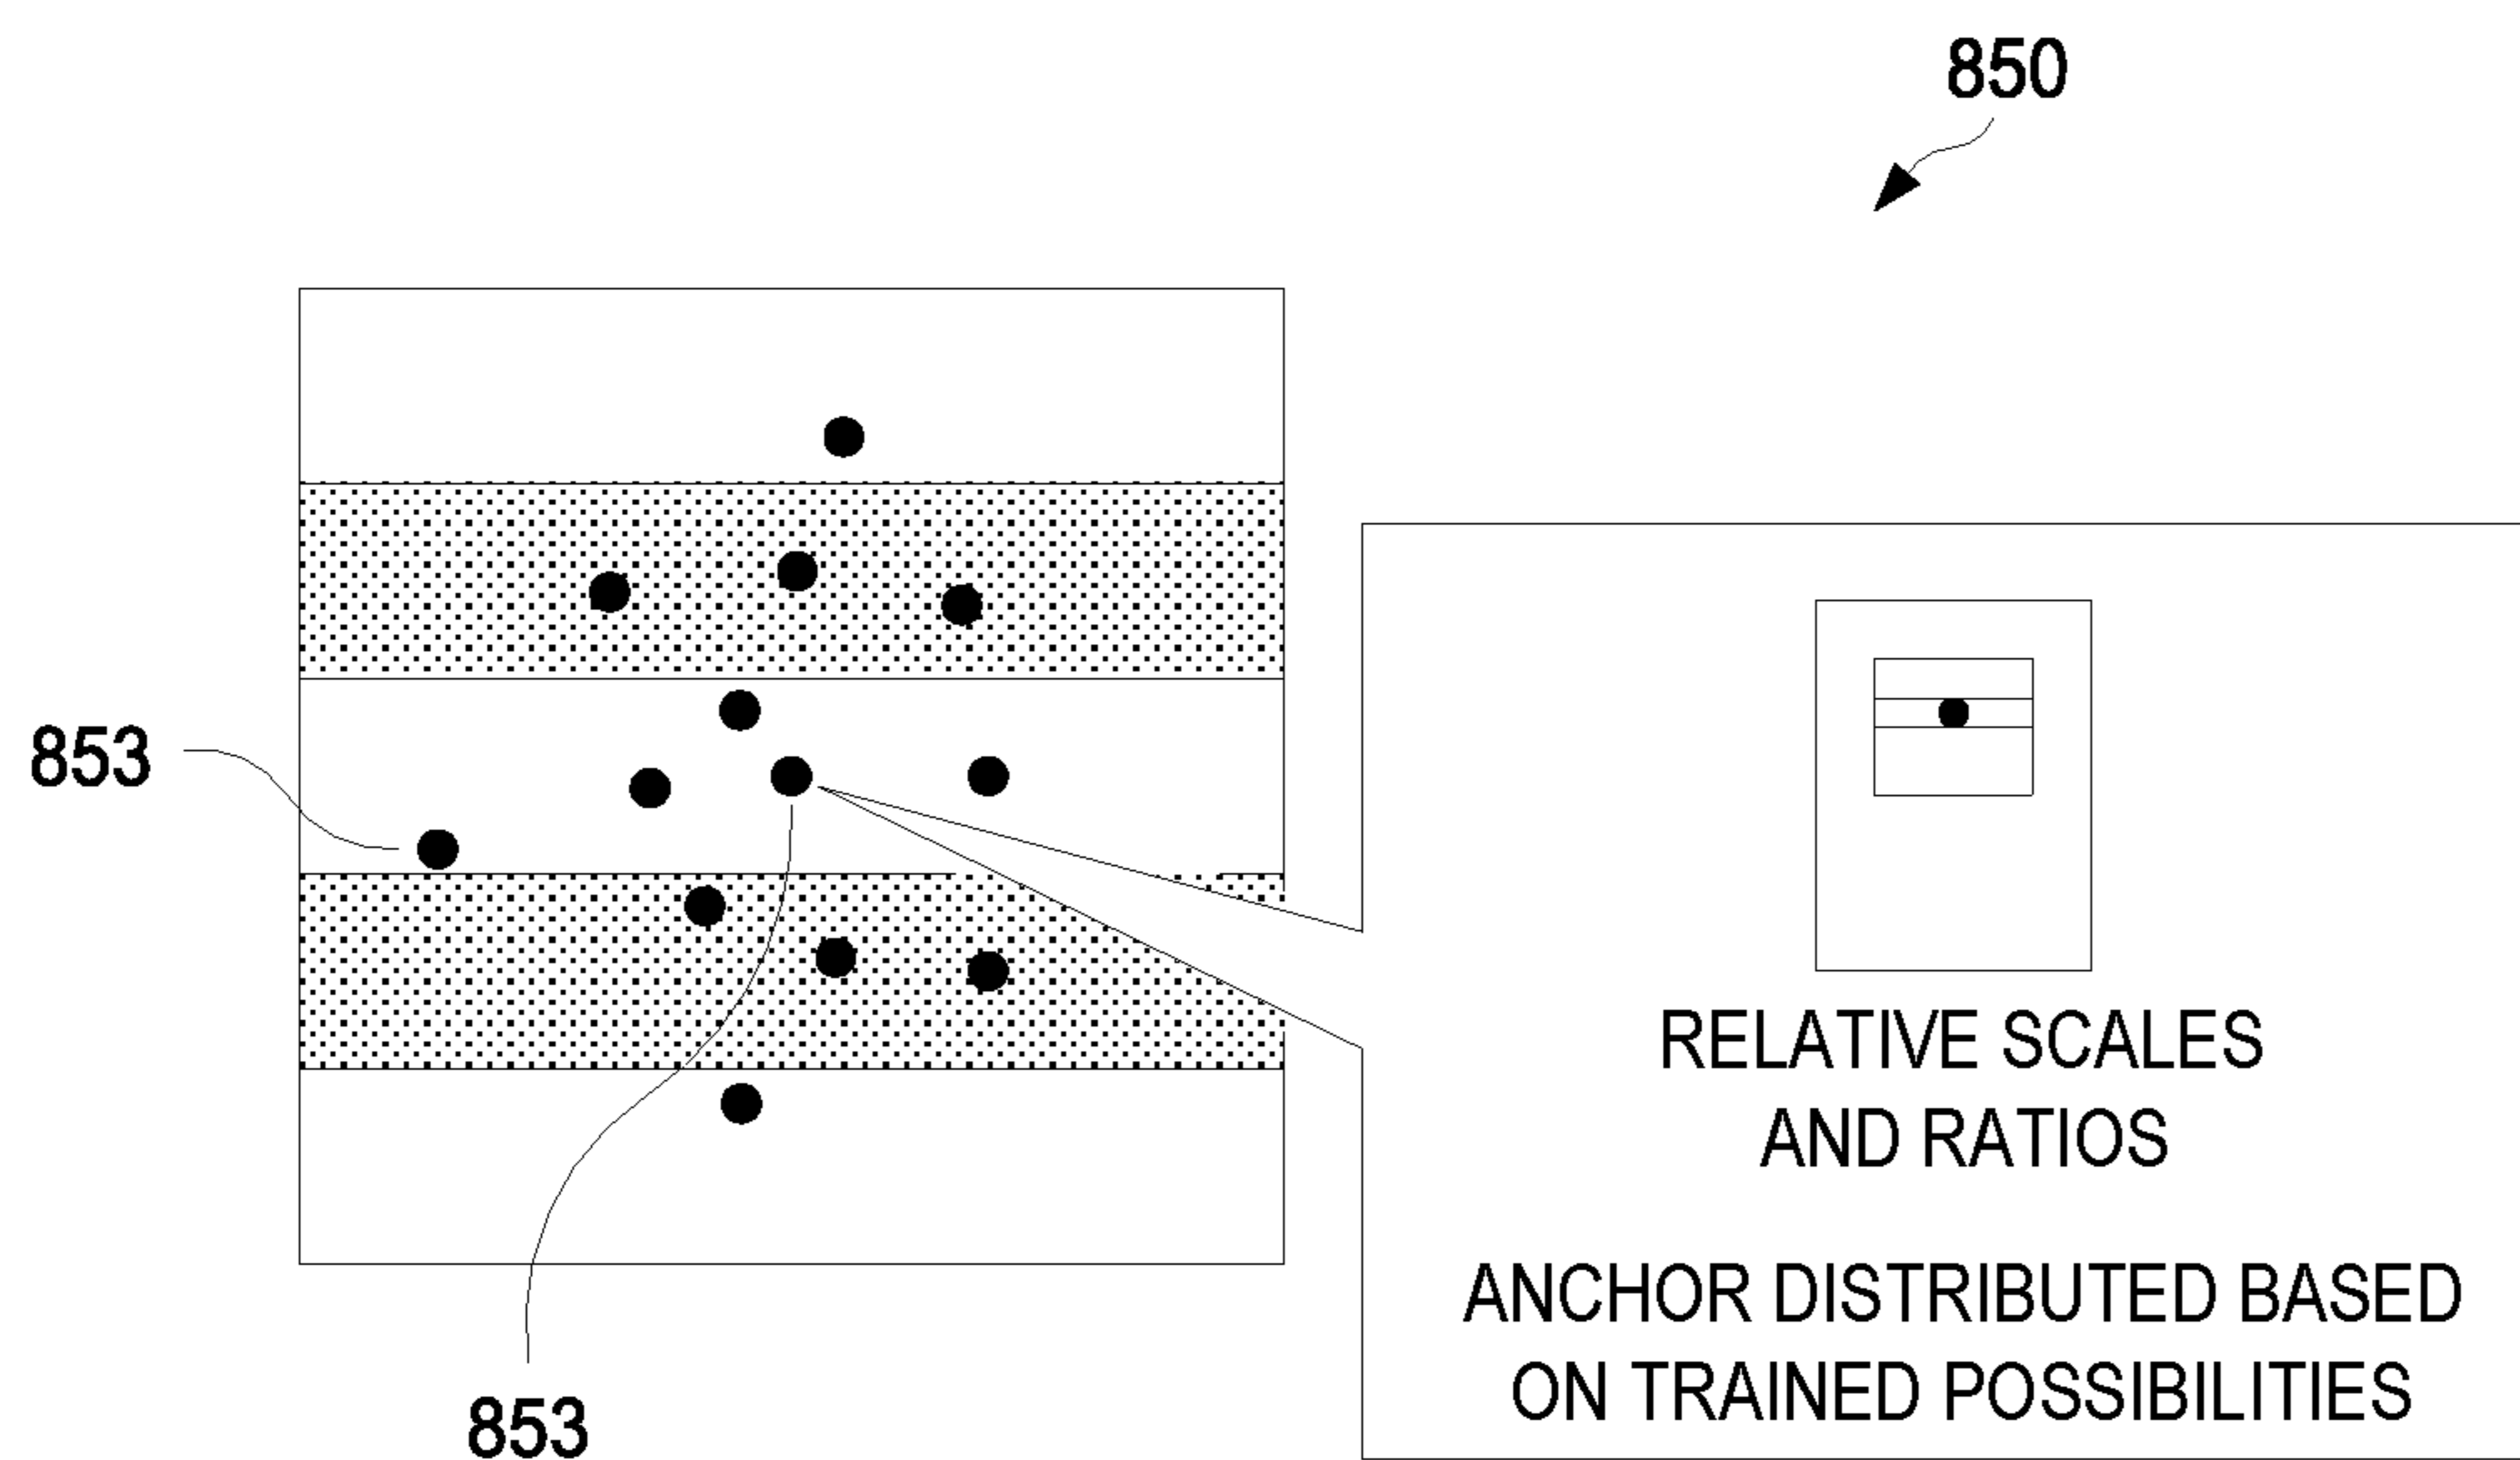 850
853
RELATIVE SCALES
AND RATIOS
ANCHOR DISTRIBUTED BASED
ON TRAINED POSSIBILITIES
853